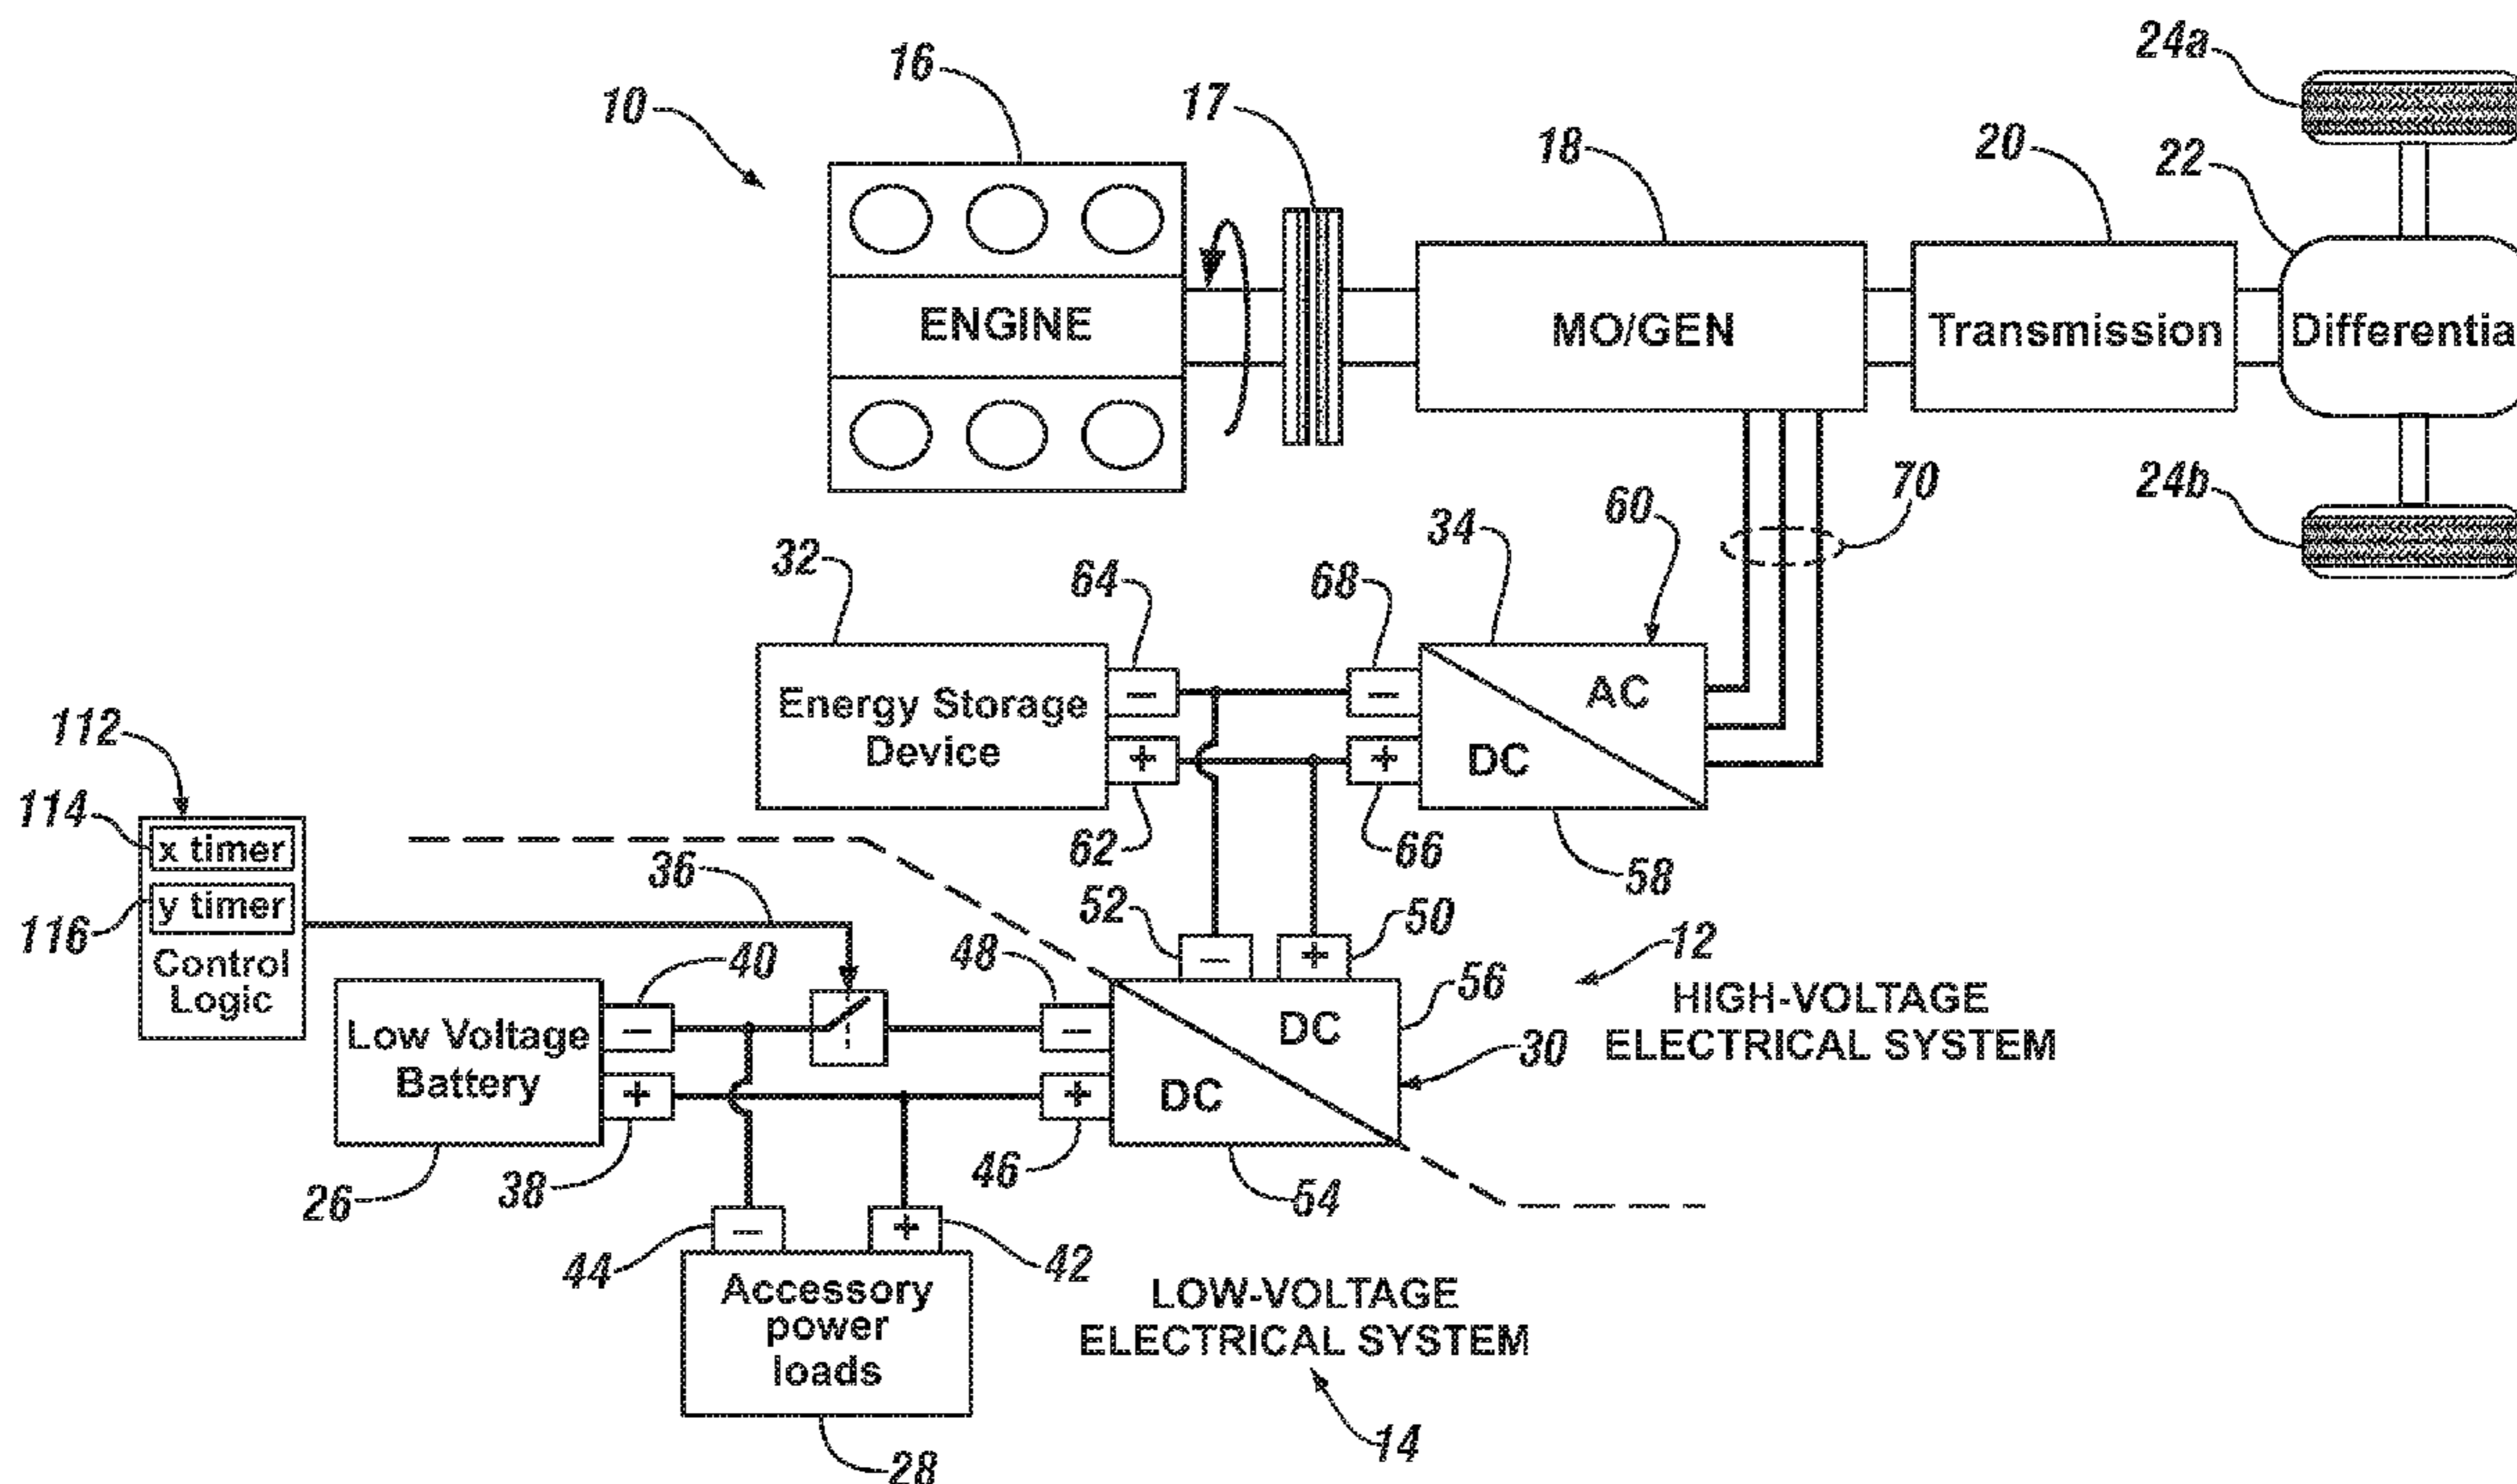 24a
16
10
17
18
20
22
ENGINE
MO/GEN
Transmission
Differentia
24b
70
60
34
32
64
68
Energy Storage
Device
−
+
−
+
AC
DC
112
114
x timer
116
y timer
Control
Logic
36
62
66
58
52
50
12
HIGH-VOLTAGE
ELECTRICAL SYSTEM
40
48
−
+
56
Low Voltage
Battery
−
+
−
+
DC
DC
30
26
38
46
54
44
42
−
+
Accessory
power
loads
LOW-VOLTAGE
ELECTRICAL SYSTEM
14
28